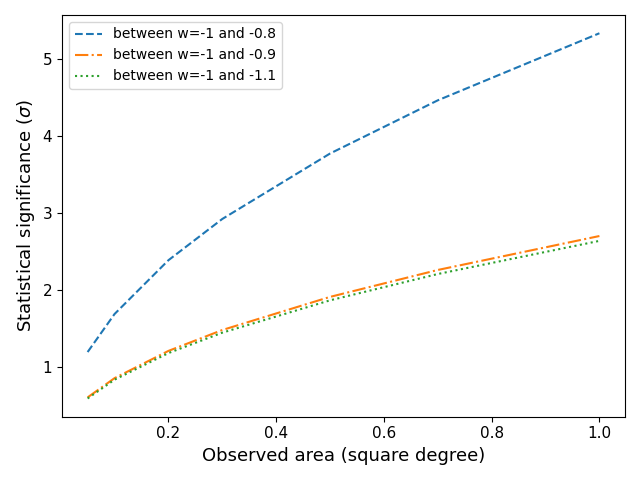 between w=-1 and -0.8
between w=-1 and -0.9
between w=-1 and -1.1
Statistical significance (σ)
5
4
3
2
1
0.2 0.4 0.6 0.8 1.0
Observed area (square degree)